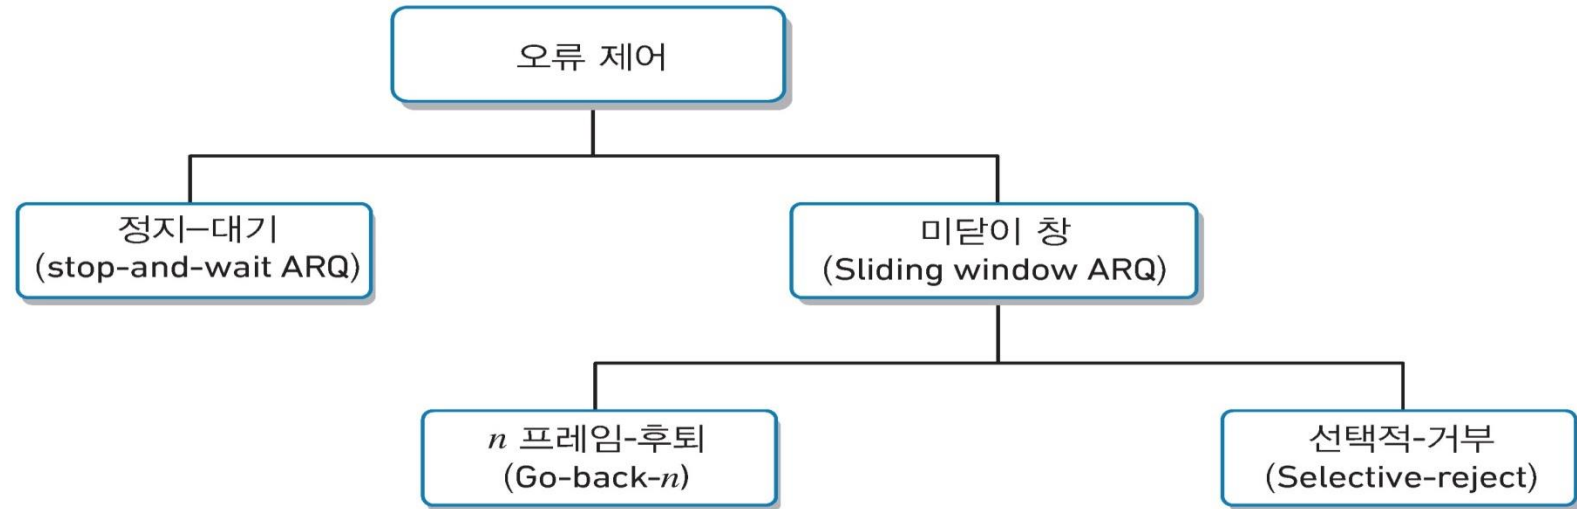 오류 제어
정지–대기
(stop-and-wait ARQ)
미닫이 창
(Sliding window ARQ)
n 프레임-후퇴
(Go-back-n)
선택적-거부
(Selective-reject)